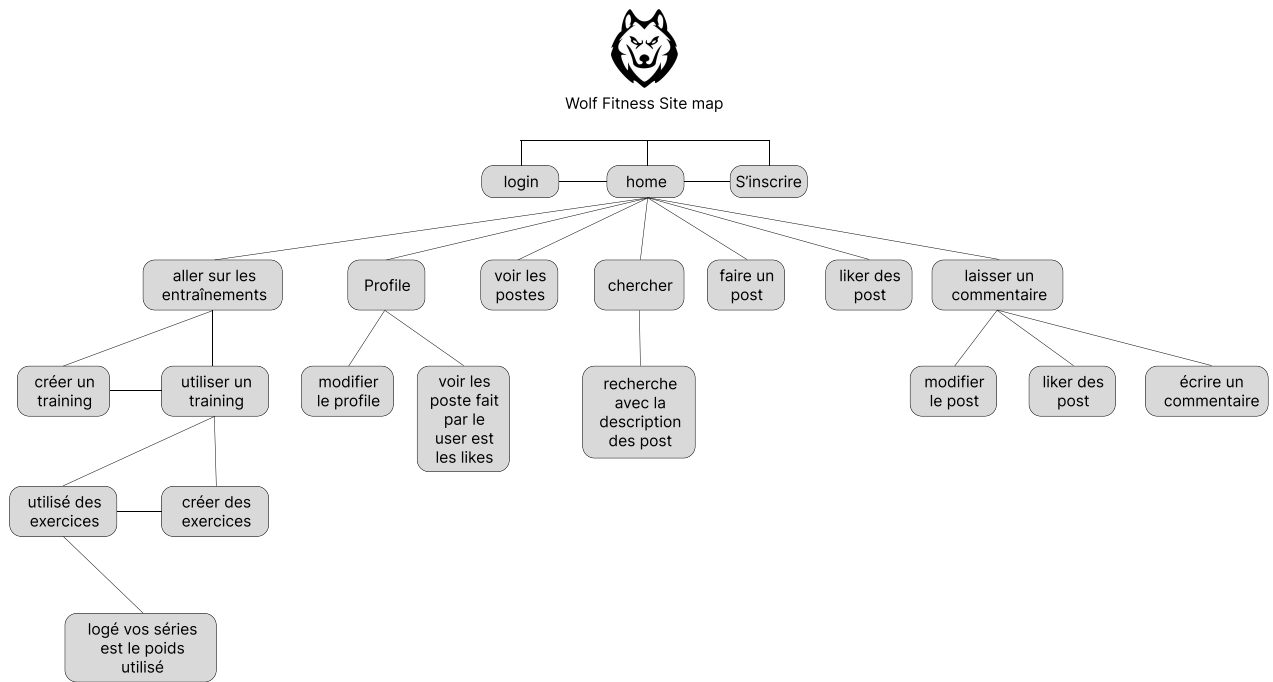 Wolf Fitness Site map
login
home
S'inscrire
aller sur les
entraînements
Profile
voir les
postes
chercher
faire un
post
liker des
post
laisser un
commentaire
créer un
training
utiliser un
training
modifier
le profile
voir les
poste fait
par le
user est
les likes
recherche
avec la
description
des post
modifier
le post
liker des
post
écrire un
commentaire
utilisé des
exercices
créer des
exercices
logé vos séries
est le poids
utilisé